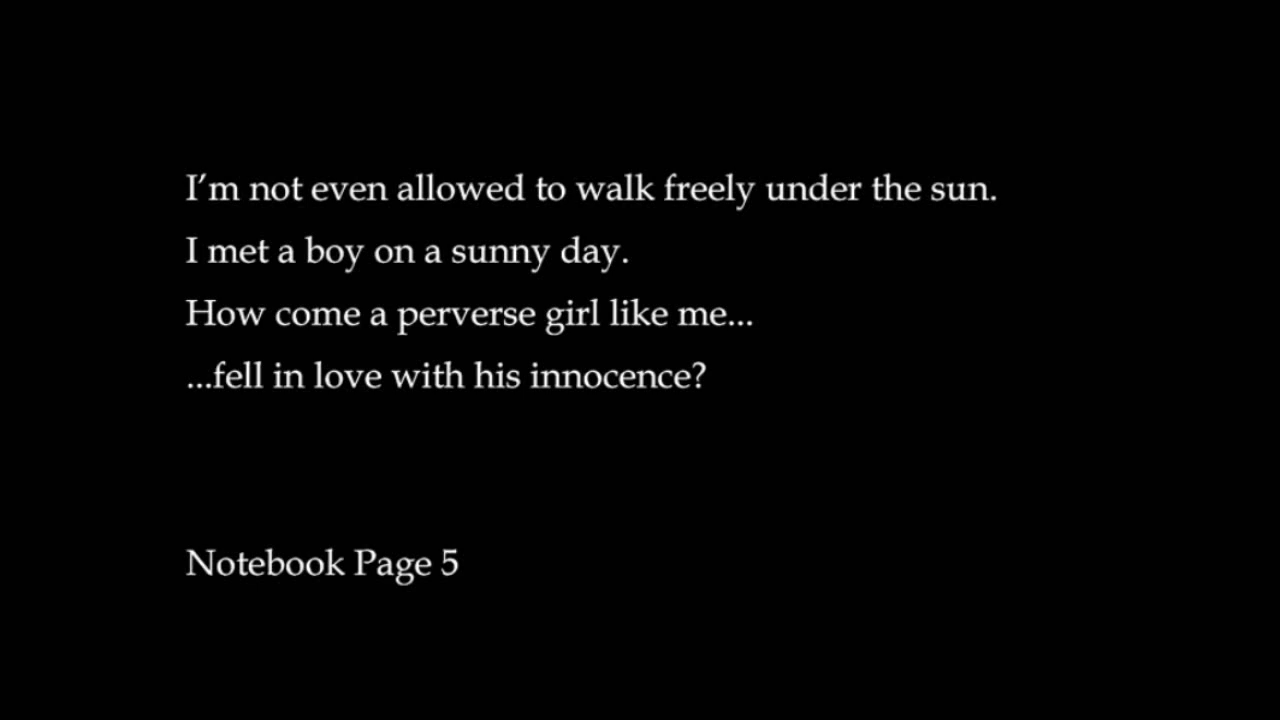 I’m not even allowed to walk freely under the sun.
I met a boy on a sunny day.
How come a perverse girl like me...
...fell in love with his innocence?
Notebook Page 5